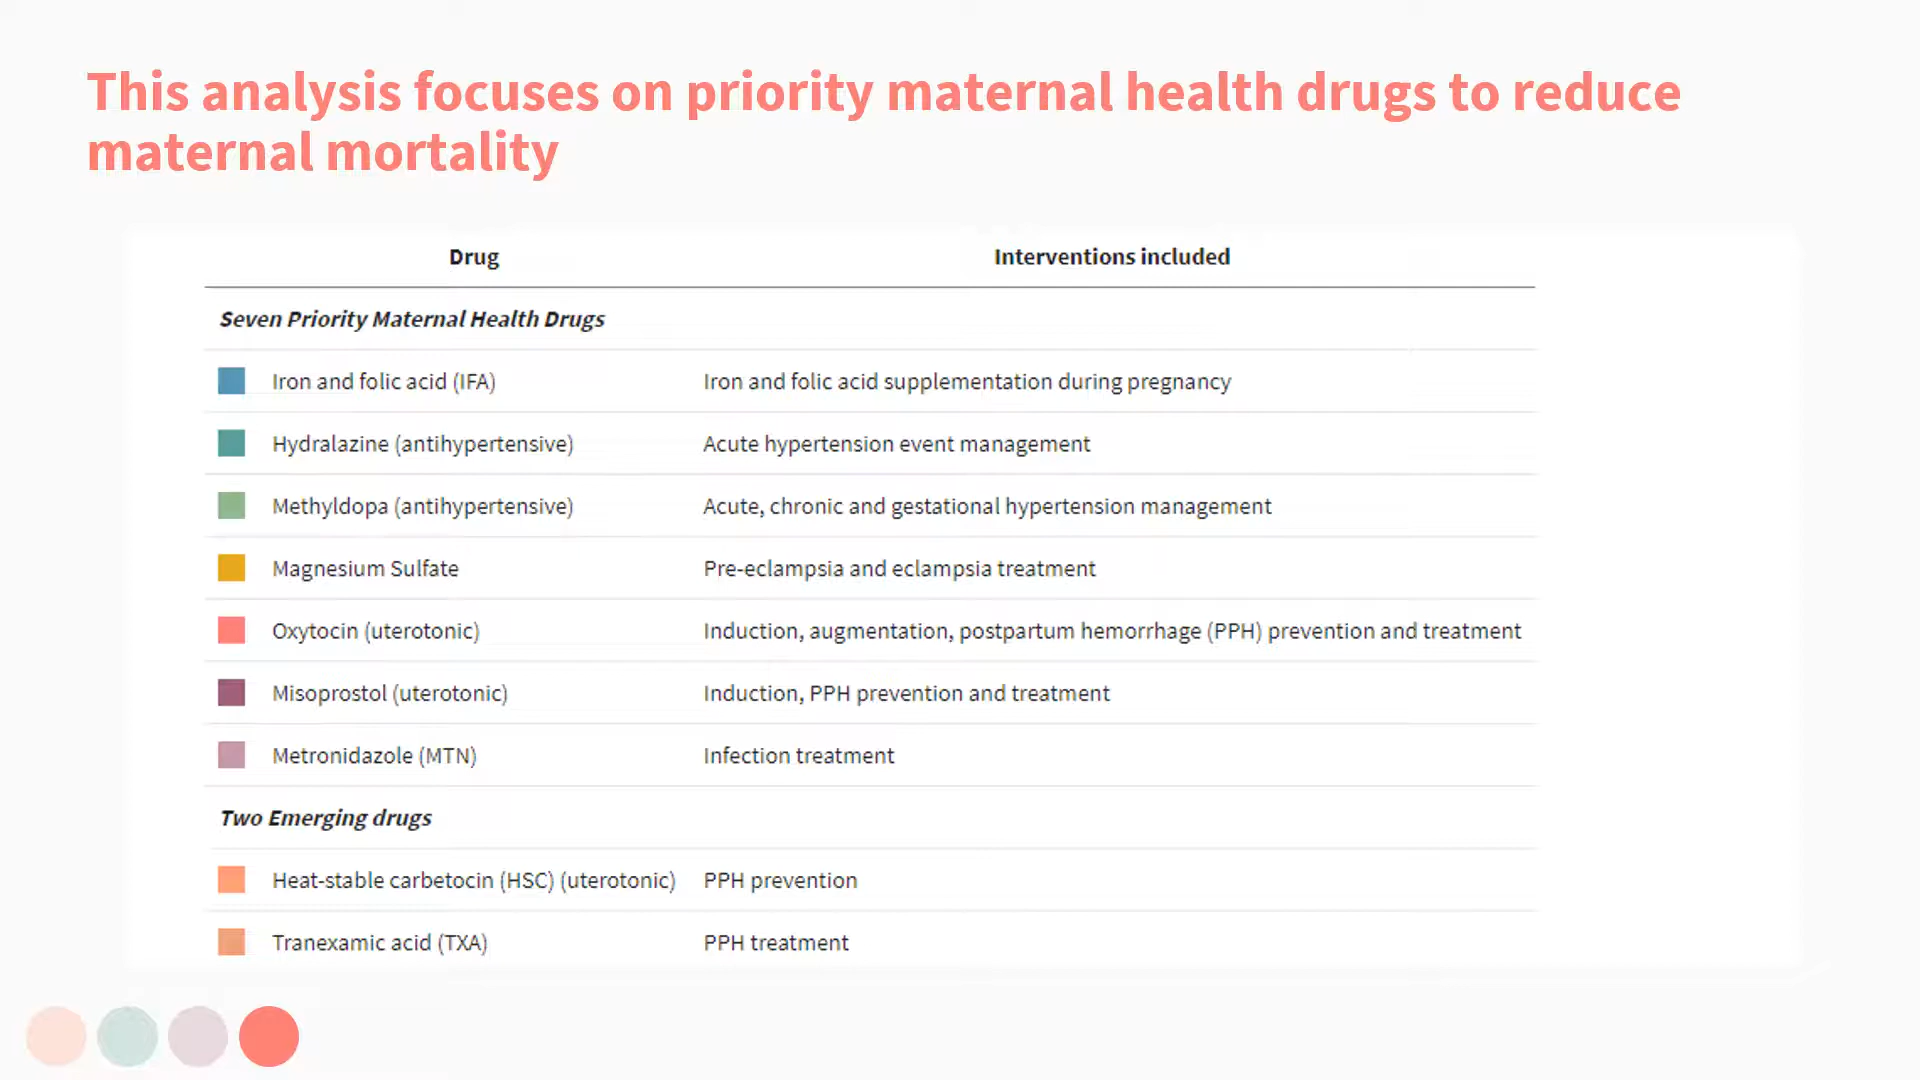 This analysis focuses on priority maternal health drugs to reduce
maternal mortality
Drug Interventions included
Seven Priority Maternal Health Drugs
Iron and folic acid (IFA) Iron and folic acid supplementation during pregnancy
Hydralazine (antihypertensive) Acute hypertension event management
Methyldopa (antihypertensive) Acute, chronic and gestational hypertension management
Magnesium Sulfate Pre-eclampsia and eclampsia treatment
Oxytocin (uterotonic) Induction, augmentation, postpartum hemorrhage (PPH) prevention and treatment
Misoprostol (uterotonic) Induction, PPH prevention and treatment
Metronidazole (MTN) Infection treatment
Two Emerging drugs
Heat-stable carbetocin (HSC) (uterotonic) PPH prevention
Tranexamic acid (TXA) PPH treatment